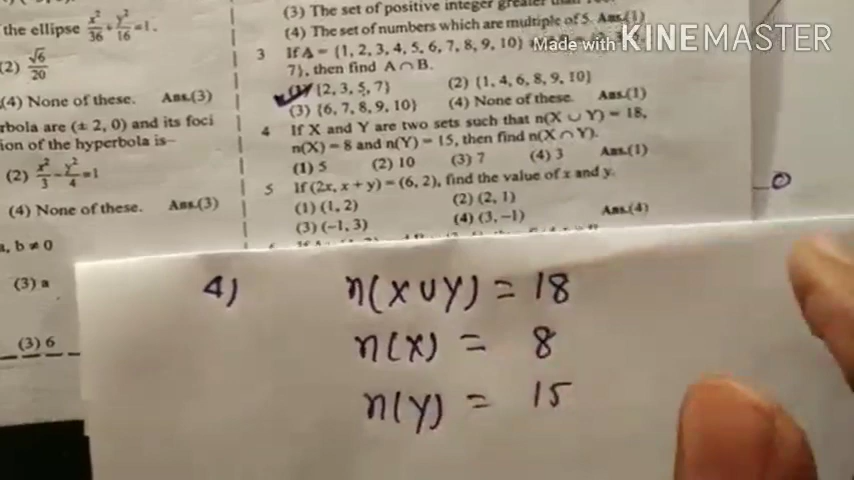 the ellipse x²/36 + y²/16 = 1.
(2) √6/20
(4) None of these. Ans.(3)
rbola are (± 2, 0) and its foci
ion of the hyperbola is–
(2) x²/3 – y²/4 = 1
(4) None of these. Ans.(3)
a, b ≠ 0
(3) a
(3) 6
(3) The set of positive integer greater than
(4) The set of numbers which are multiple of 5. Ans.(1)
3 If A = {1, 2, 3, 4, 5, 6, 7, 8, 9, 10}
7}, then find A ∩ B.
(1) {2, 3, 5, 7} (2) {1, 4, 6, 8, 9, 10}
(3) {6, 7, 8, 9, 10} (4) None of these. Ans.(1)
4 If X and Y are two sets such that n(X ∪ Y) = 18,
n(X) = 8 and n(Y) = 15, then find n(X ∩ Y).
(1) 5 (2) 10 (3) 7 (4) 3 Ans.(1)
5 If (2x, x + y) = (6, 2), find the value of x and y.
(1) (1, 2) (2) (2, 1)
(3) (–1, 3) (4) (3, –1) Ans.(4)
Made with KINEMASTER
4) n(X ∪ Y) = 18
n(X) = 8
n(Y) = 15